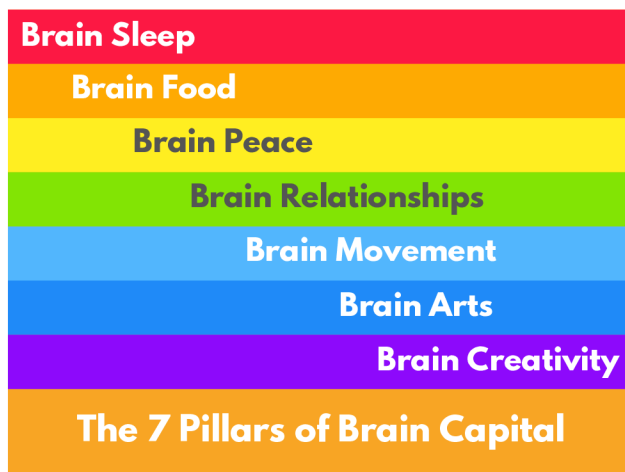 Brain Sleep
Brain Food
Brain Peace
Brain Relationships
Brain Movement
Brain Arts
Brain Creativity
The 7 Pillars of Brain Capital